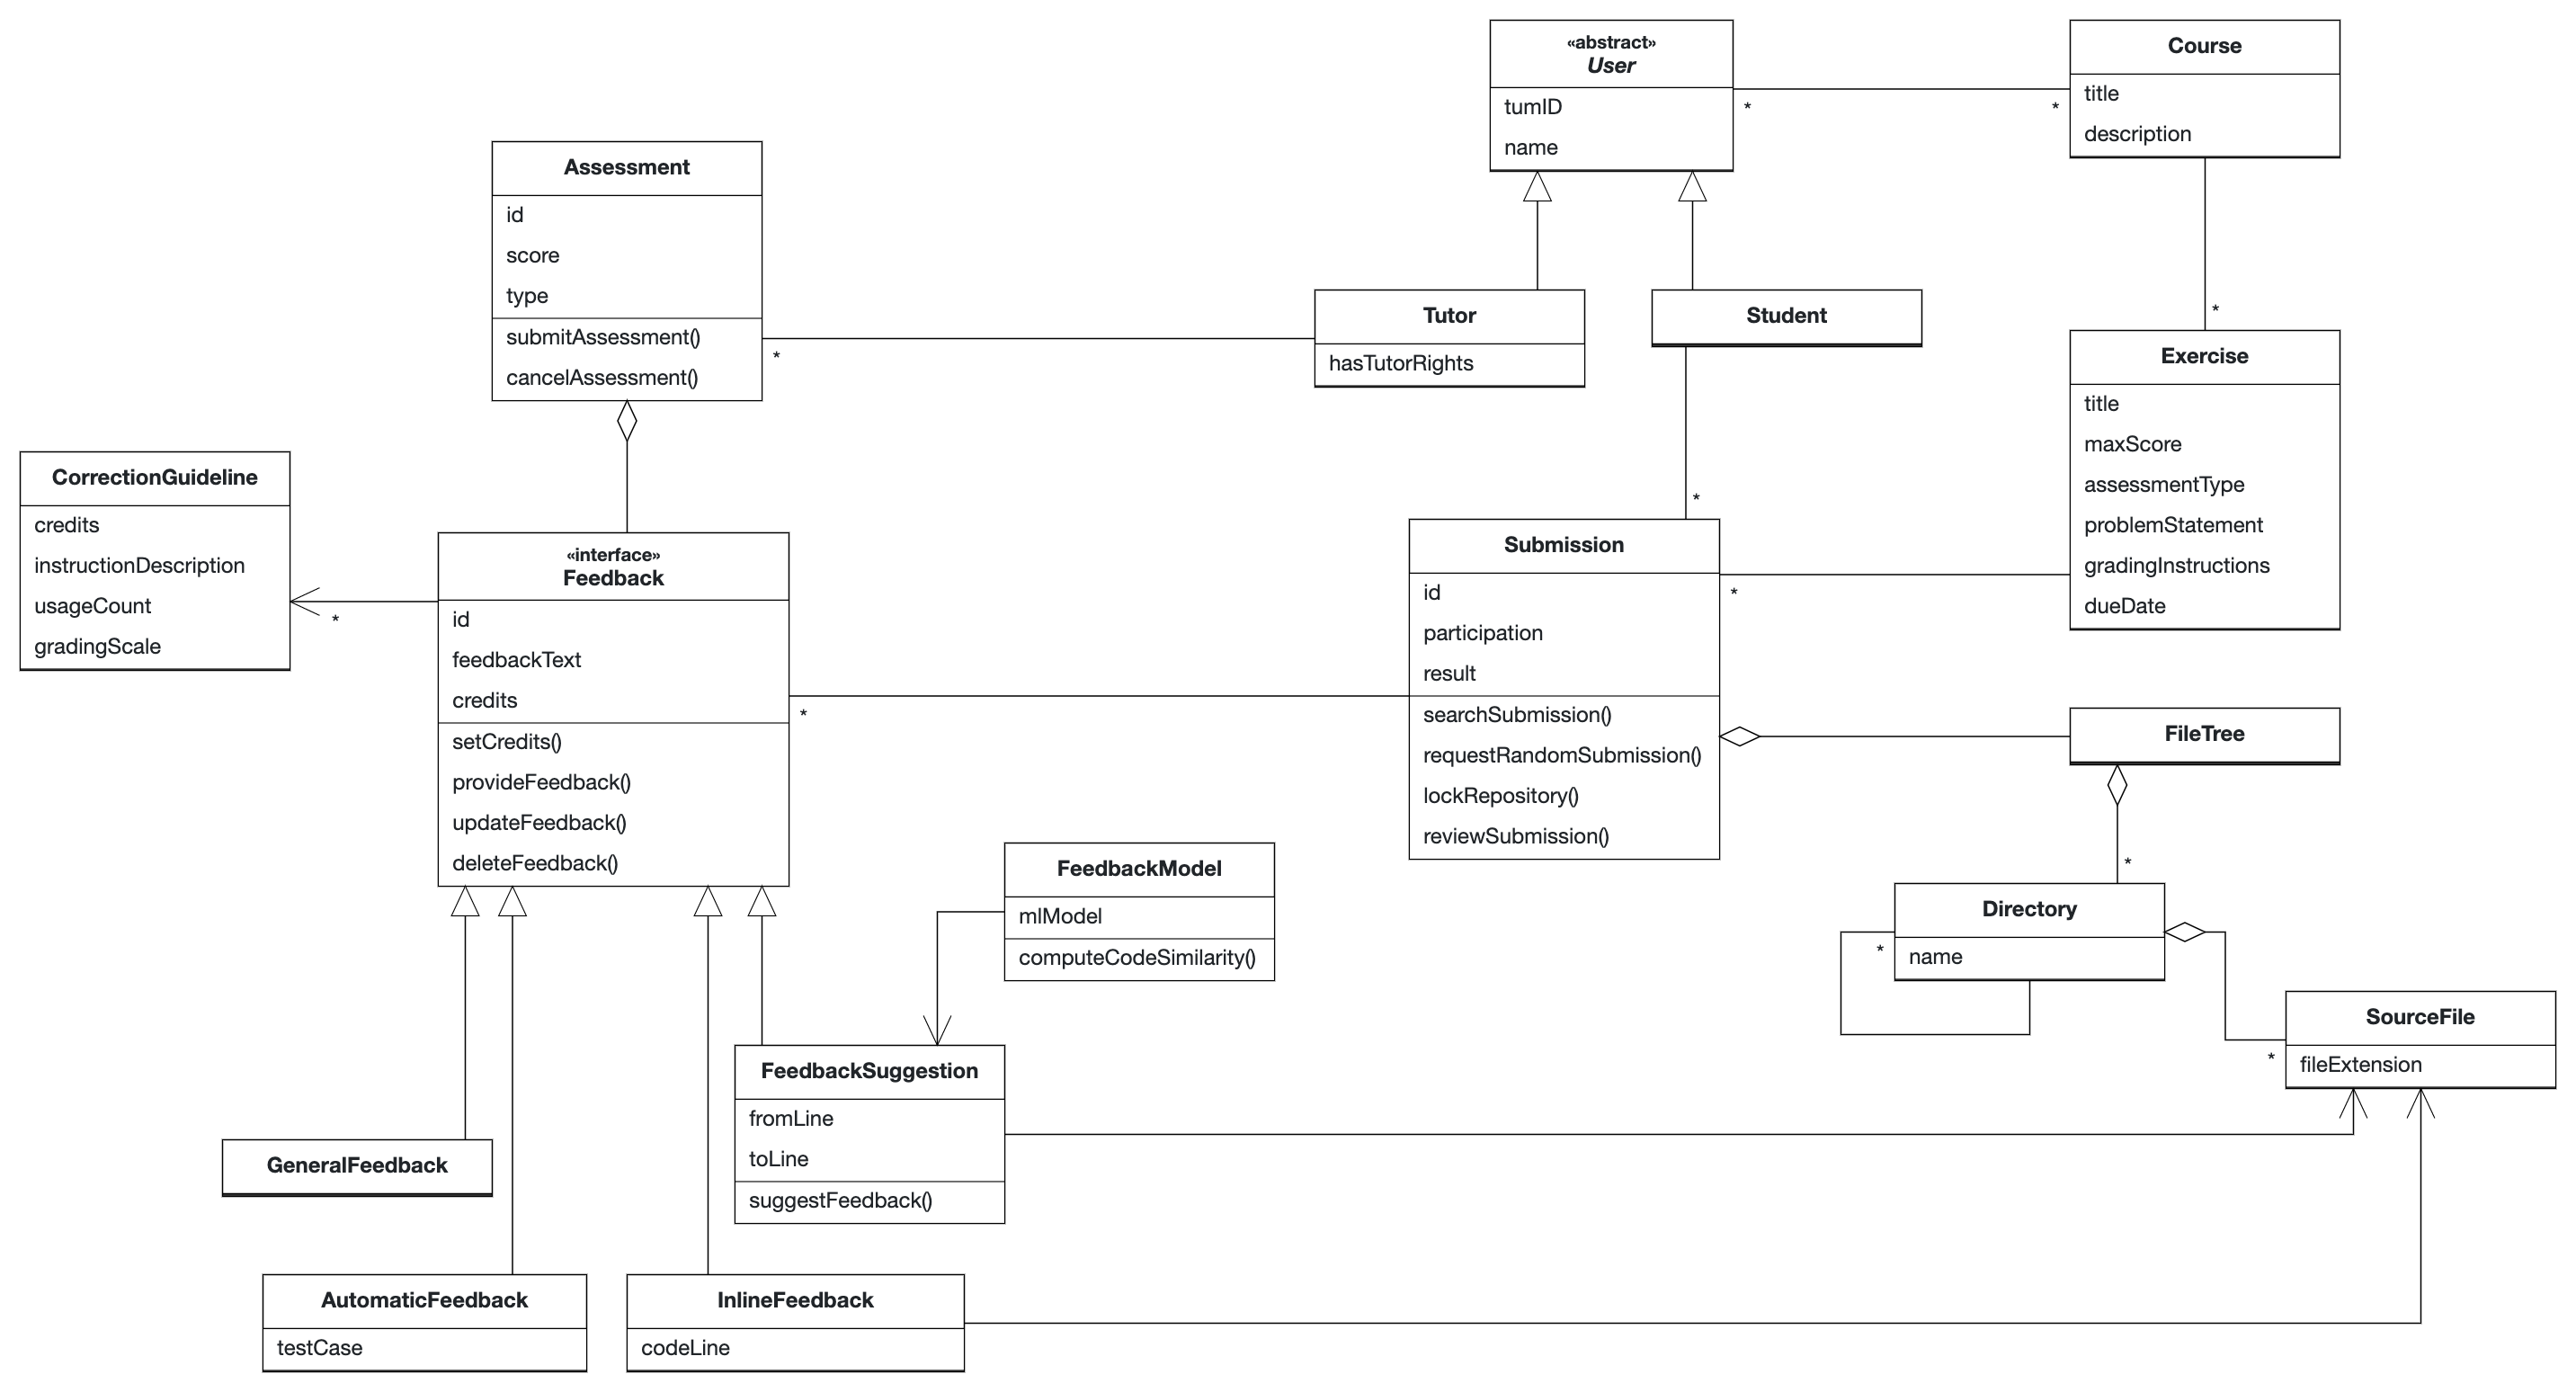 «abstract»
User
tumID
name
*
*
Course
title
description
*
Assessment
id
score
type
submitAssessment()
cancelAssessment()
*
Tutor
hasTutorRights
Student
*
Exercise
title
maxScore
assessmentType
problemStatement
gradingInstructions
dueDate
CorrectionGuideline
credits
instructionDescription
usageCount
gradingScale
*
«interface»
Feedback
id
feedbackText
credits
setCredits()
provideFeedback()
updateFeedback()
deleteFeedback()
*
Submission
id
participation
result
searchSubmission()
requestRandomSubmission()
lockRepository()
reviewSubmission()
*
FileTree
*
Directory
name
*
SourceFile
fileExtension
*
FeedbackModel
mlModel
computeCodeSimilarity()
FeedbackSuggestion
fromLine
toLine
suggestFeedback()
GeneralFeedback
AutomaticFeedback
testCase
InlineFeedback
codeLine